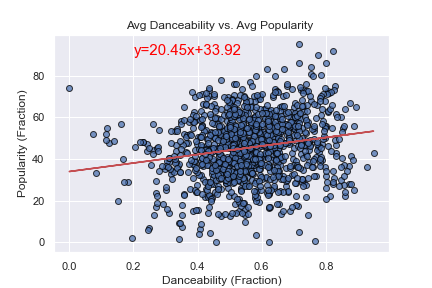 Avg Danceability vs. Avg Popularity
y=20.45x+33.92
Popularity (Fraction)
80
60
40
20
0
0.0 0.2 0.4 0.6 0.8
Danceability (Fraction)